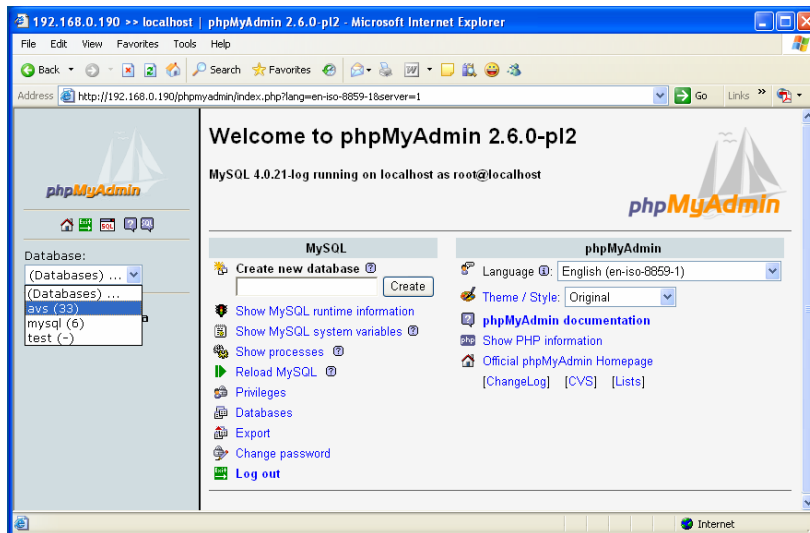 192.168.0.190 >> localhost | phpMyAdmin 2.6.0-pl2 - Microsoft Internet Explorer
File Edit View Favorites Tools Help
Back Search Favorites
Address http://192.168.0.190/phpmyadmin/index.php?lang=en-iso-8859-1&server=1 Go Links »
phpMyAdmin
SQL
Database:
(Databases) ...
(Databases) ...
avs (33)
mysql (6)
test (-)
Welcome to phpMyAdmin 2.6.0-pl2
MySQL 4.0.21-log running on localhost as root@localhost
phpMyAdmin
MySQL
Create new database
Create
Show MySQL runtime information
Show MySQL system variables
Show processes
Reload MySQL
Privileges
Databases
Export
Change password
Log out
phpMyAdmin
Language : English (en-iso-8859-1)
Theme / Style: Original
phpMyAdmin documentation
php Show PHP information
Official phpMyAdmin Homepage
[ChangeLog] [CVS] [Lists]
Internet